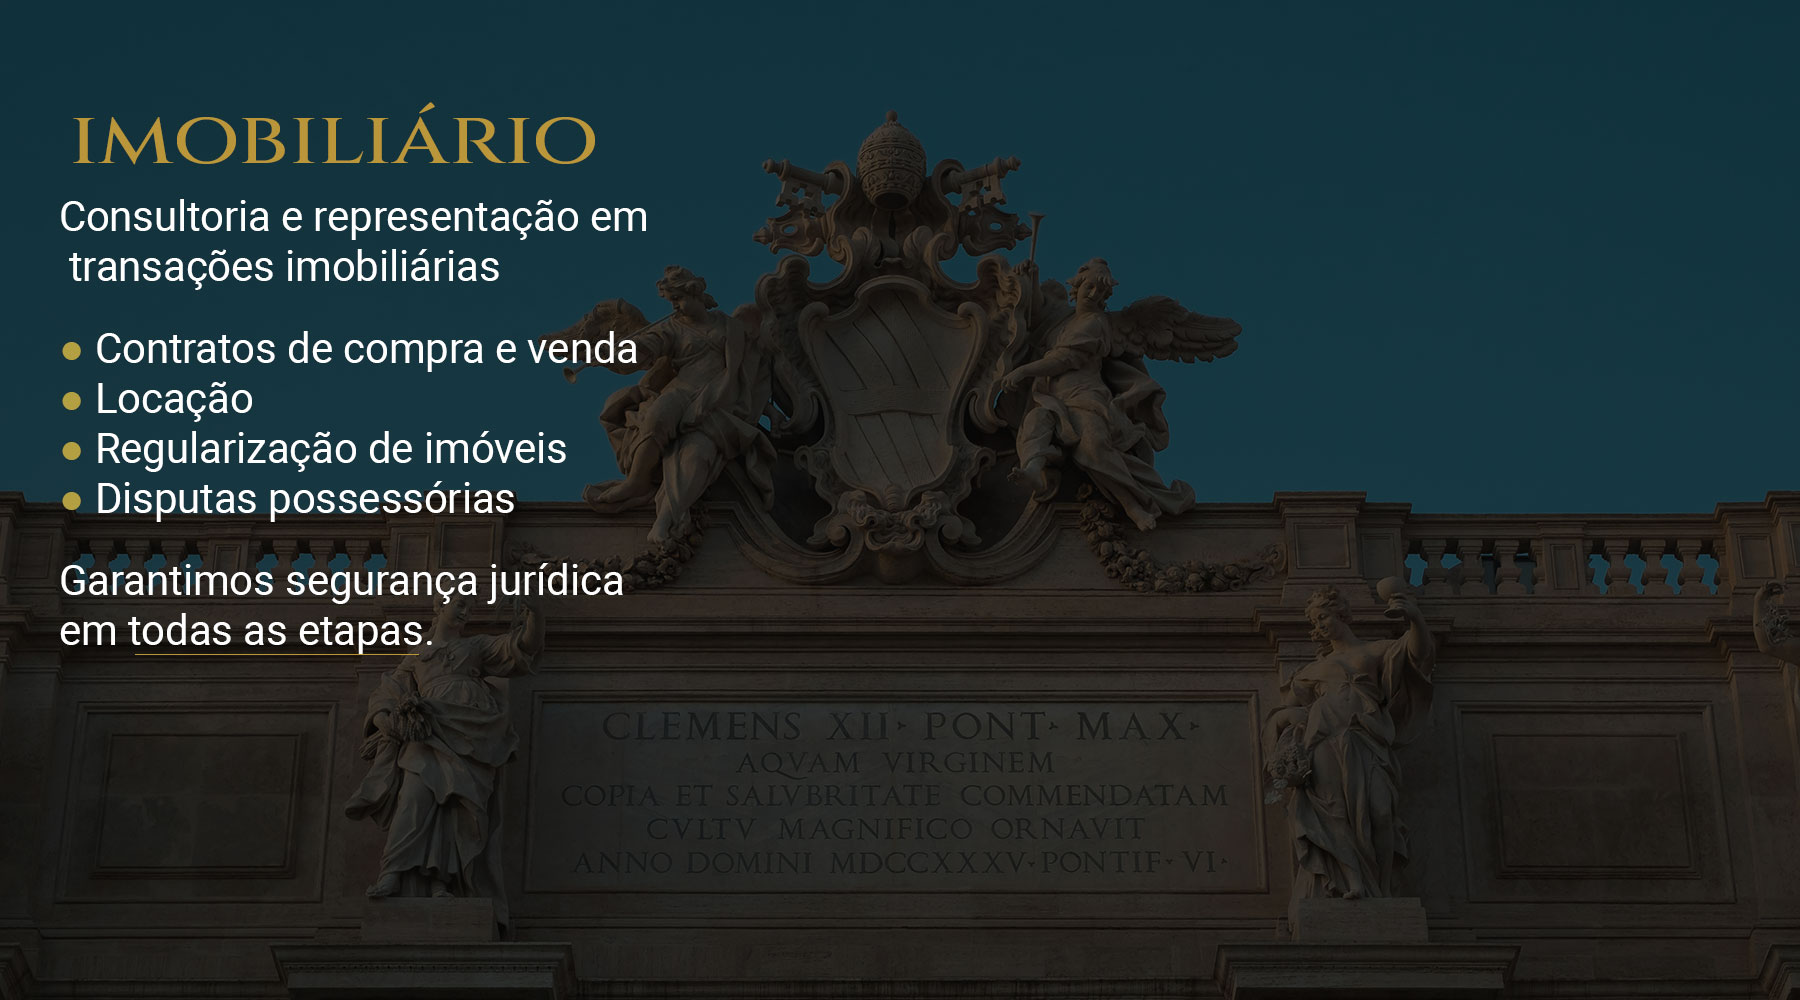 IMOBILIÁRIO
Consultoria e representação em
transações imobiliárias
● Contratos de compra e venda
● Locação
● Regularização de imóveis
● Disputas possessórias
Garantimos segurança jurídica
em todas as etapas.
CLEMENS XII · PONT · MAX ·
AQVAM VIRGINEM
COPIA ET SALVBRITATE COMMENDATAM
CVLTV MAGNIFICO ORNAVIT
ANNO DOMINI MDCCXXXV · PONTIF · VI ·